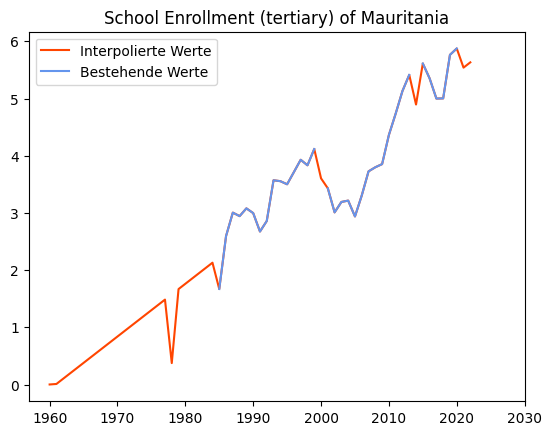 School Enrollment (tertiary) of Mauritania
Interpolierte Werte
Bestehende Werte
6
5
4
3
2
1
0
1960 1970 1980 1990 2000 2010 2020 2030